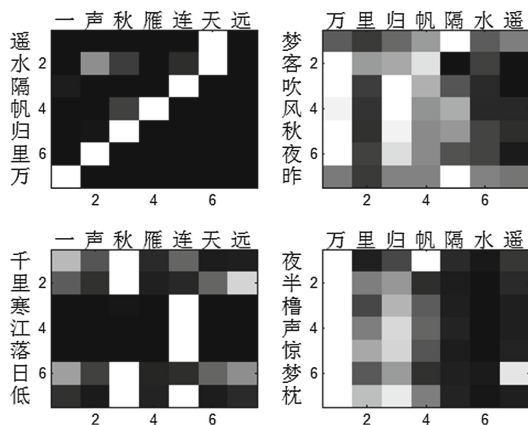 一 声 秋 雁 连 天 远
遥
水
隔
帆
归
里
万
2
4
6
2 4 6
万 里 归 帆 隔 水 遥
梦
客
吹
风
秋
夜
昨
2
4
6
2 4 6
一 声 秋 雁 连 天 远
千
里
寒
江
落
日
低
2
4
6
2 4 6
万 里 归 帆 隔 水 遥
夜
半
橹
声
惊
梦
枕
2
4
6
2 4 6